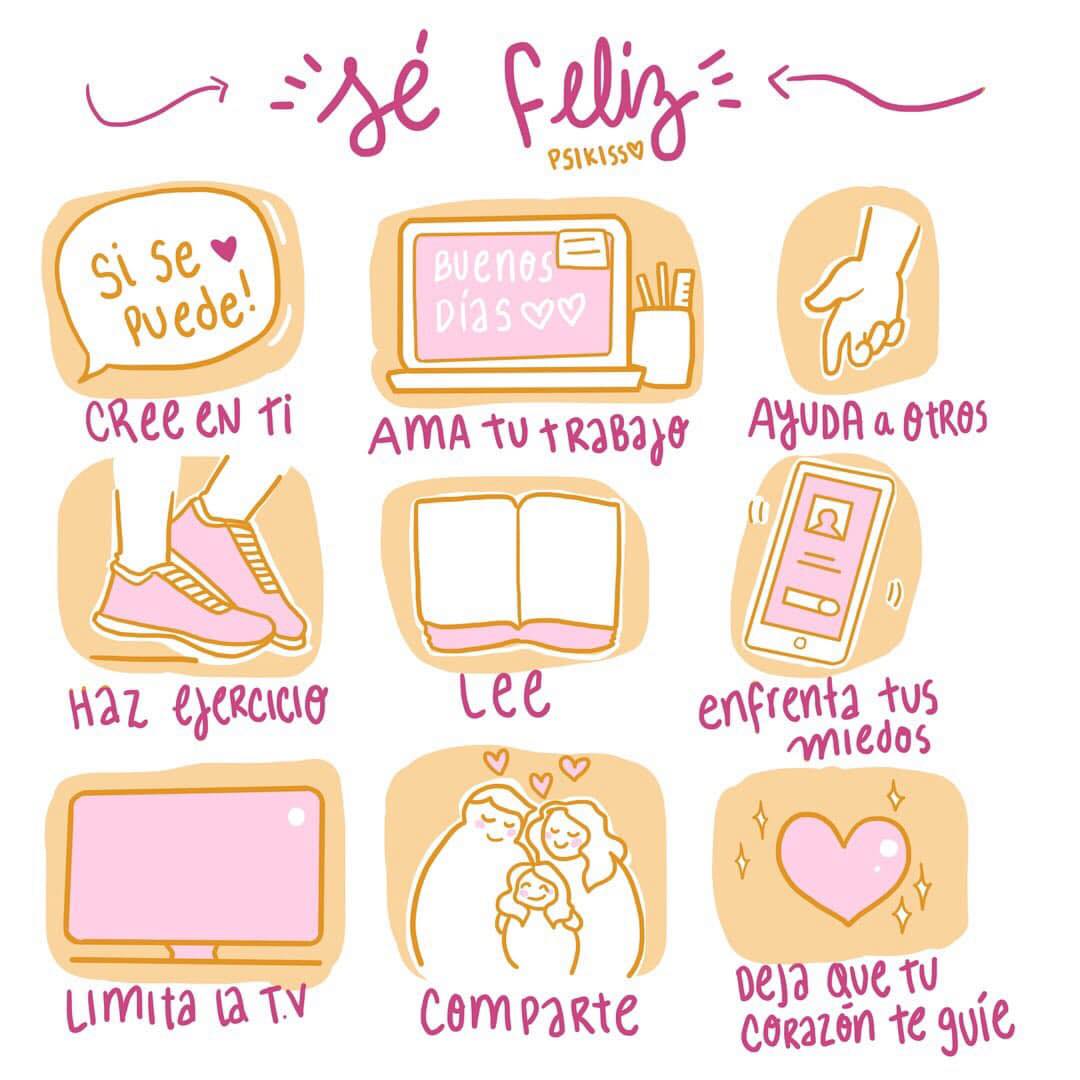 Sé Feliz
PSIKISS♡
Si Se ♥
Puede!
Buenos
Días ♡♡
Cree en ti
Ama tu trabajo
Ayuda a otros
Haz ejercicio
Lee
enfrenta tus
miedos
Limita la T.V
Comparte
Deja que tu
corazón te guíe